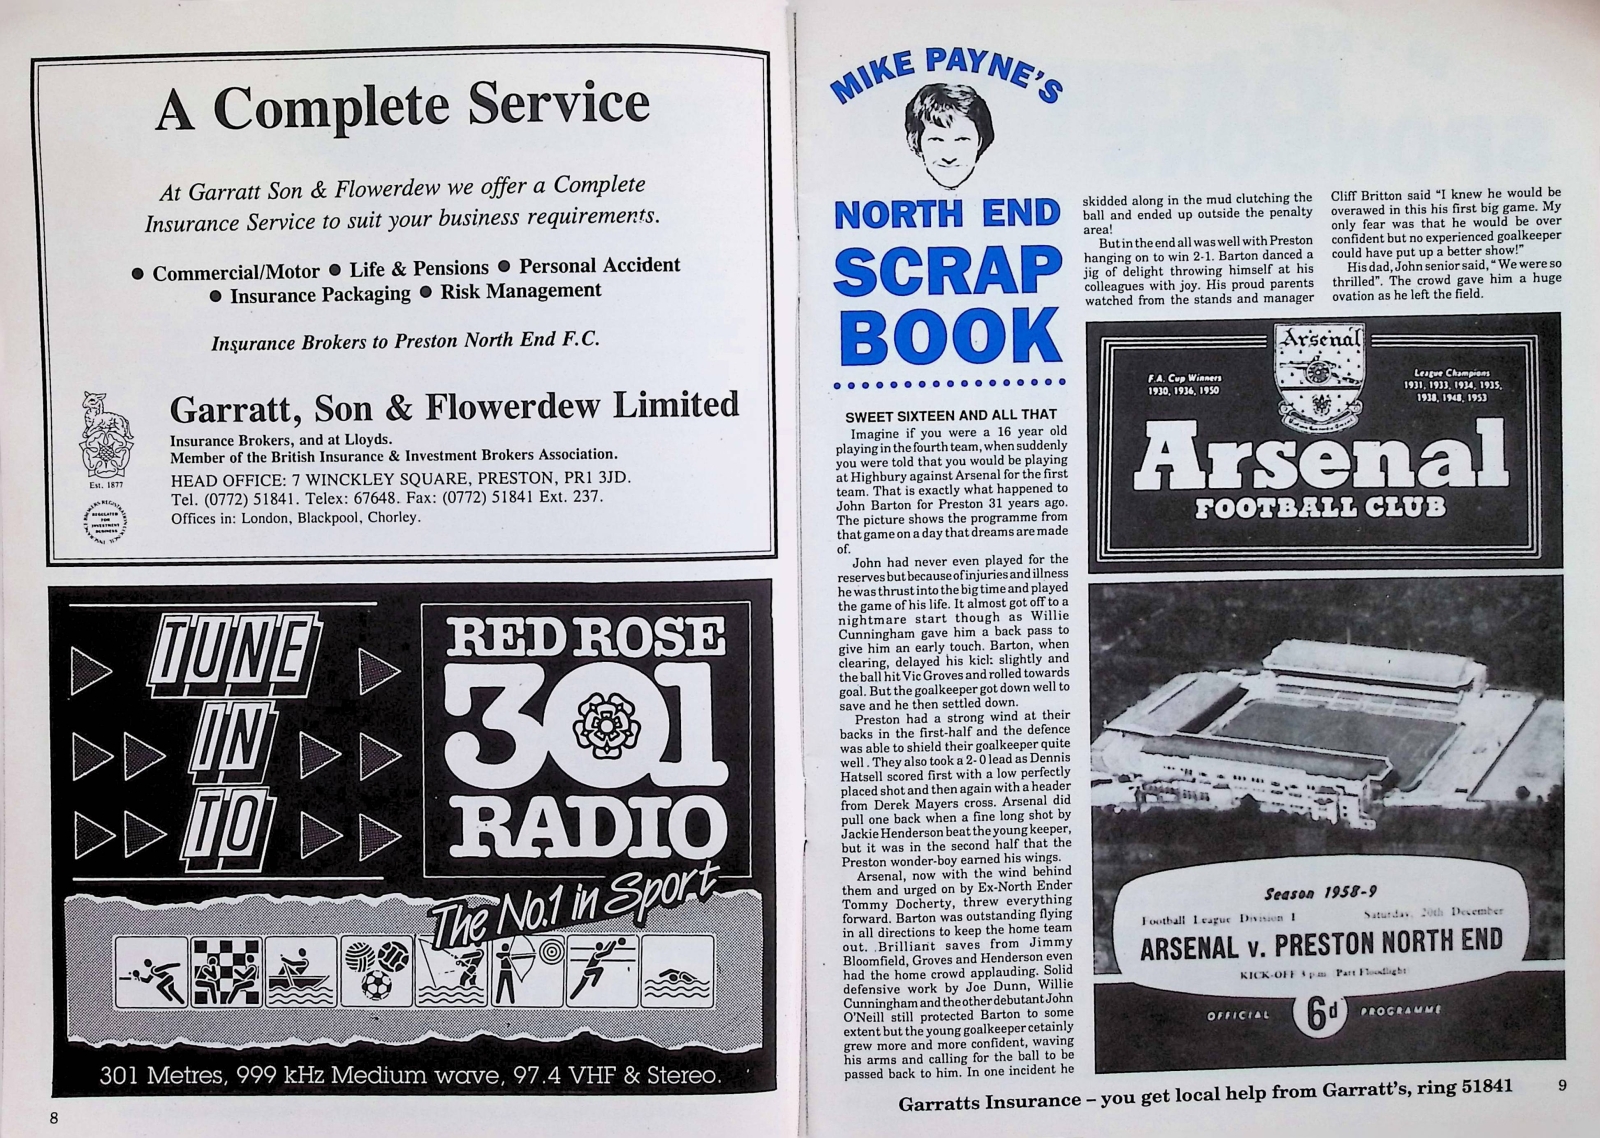 A Complete Service
At Garratt Son & Flowerdew we offer a Complete
Insurance Service to suit your business requirements.
● Commercial/Motor ● Life & Pensions ● Personal Accident
● Insurance Packaging ● Risk Management
Insurance Brokers to Preston North End F.C.
Garratt, Son & Flowerdew Limited
Insurance Brokers, and at Lloyds.
Member of the British Insurance & Investment Brokers Association.
HEAD OFFICE: 7 WINCKLEY SQUARE, PRESTON, PR1 3JD.
Tel. (0772) 51841. Telex: 67648. Fax: (0772) 51841 Ext. 237.
Offices in: London, Blackpool, Chorley.
Est. 1877
REGULATED
FOR
INVESTMENT
BUSINESS
TUNE
IN
TO
RED ROSE
301
RADIO
The No.1 in Sport
301 Metres, 999 kHz Medium wave, 97.4 VHF & Stereo.
8
MIKE PAYNE'S
NORTH END
SCRAP
BOOK
SWEET SIXTEEN AND ALL THAT
Imagine if you were a 16 year old
playing in the fourth team, when suddenly
you were told that you would be playing
at Highbury against Arsenal for the first
team. That is exactly what happened to
John Barton for Preston 31 years ago.
The picture shows the programme from
that game on a day that dreams are made
of.
John had never even played for the
reserves but because of injuries and illness
he was thrust into the big time and played
the game of his life. It almost got off to a
nightmare start though as Willie
Cunningham gave him a back pass to
give him an early touch. Barton, when
clearing, delayed his kick slightly and
the ball hit Vic Groves and rolled towards
goal. But the goalkeeper got down well to
save and he then settled down.
Preston had a strong wind at their
backs in the first-half and the defence
was able to shield their goalkeeper quite
well. They also took a 2-0 lead as Dennis
Hatsell scored first with a low perfectly
placed shot and then again with a header
from Derek Mayers cross. Arsenal did
pull one back when a fine long shot by
Jackie Henderson beat the young keeper,
but it was in the second half that the
Preston wonder-boy earned his wings.
Arsenal, now with the wind behind
them and urged on by Ex-North Ender
Tommy Docherty, threw everything
forward. Barton was outstanding flying
in all directions to keep the home team
out. .Brilliant saves from Jimmy
Bloomfield, Groves and Henderson even
had the home crowd applauding. Solid
defensive work by Joe Dunn, Willie
Cunningham and the other debutant John
O'Neill still protected Barton to some
extent but the young goalkeeper cetainly
grew more and more confident, waving
his arms and calling for the ball to be
passed back to him. In one incident he
skidded along in the mud clutching the
ball and ended up outside the penalty
area!
But in the end all was well with Preston
hanging on to win 2-1. Barton danced a
jig of delight throwing himself at his
colleagues with joy. His proud parents
watched from the stands and manager
Cliff Britton said "I knew he would be
overawed in this his first big game. My
only fear was that he would be over
confident but no experienced goalkeeper
could have put up a better show!"
His dad, John senior said, "We were so
thrilled". The crowd gave him a huge
ovation as he left the field.
Arsenal
F.A. Cup Winners
1930, 1936, 1950
League Champions
1931, 1933, 1934, 1935,
1938, 1948, 1953
Arsenal
FOOTBALL CLUB
Season 1958-9
Football League Division 1 Saturday, 20th December
ARSENAL v. PRESTON NORTH END
KICK-OFF 3 p.m. Part Floodlight
OFFICIAL 6d PROGRAMME
Garratts Insurance – you get local help from Garratt's, ring 51841
9